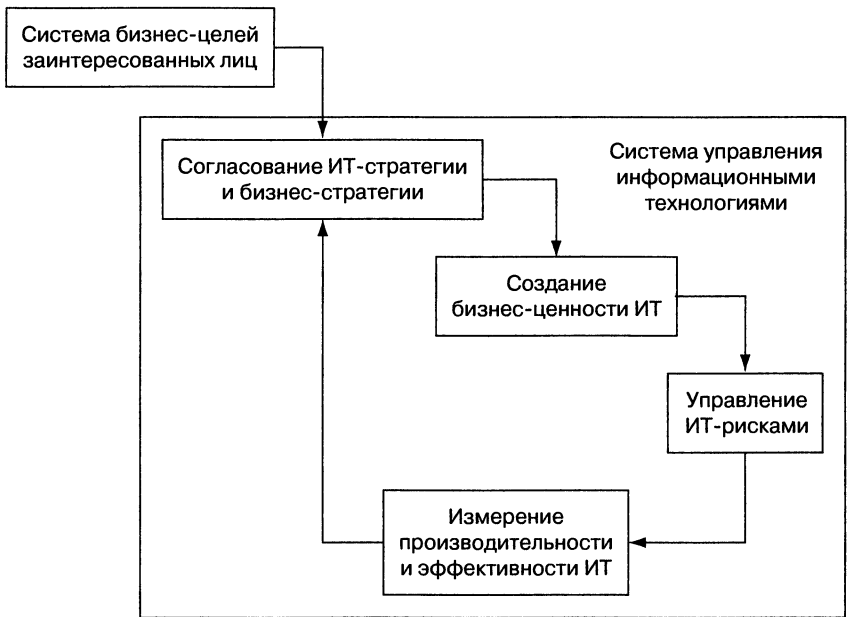 Система бизнес-целей
заинтересованных лиц
Согласование ИТ-стратегии
и бизнес-стратегии
Система управления
информационными
технологиями
Создание
бизнес-ценности ИТ
Управление
ИТ-рисками
Измерение
производительности
и эффективности ИТ